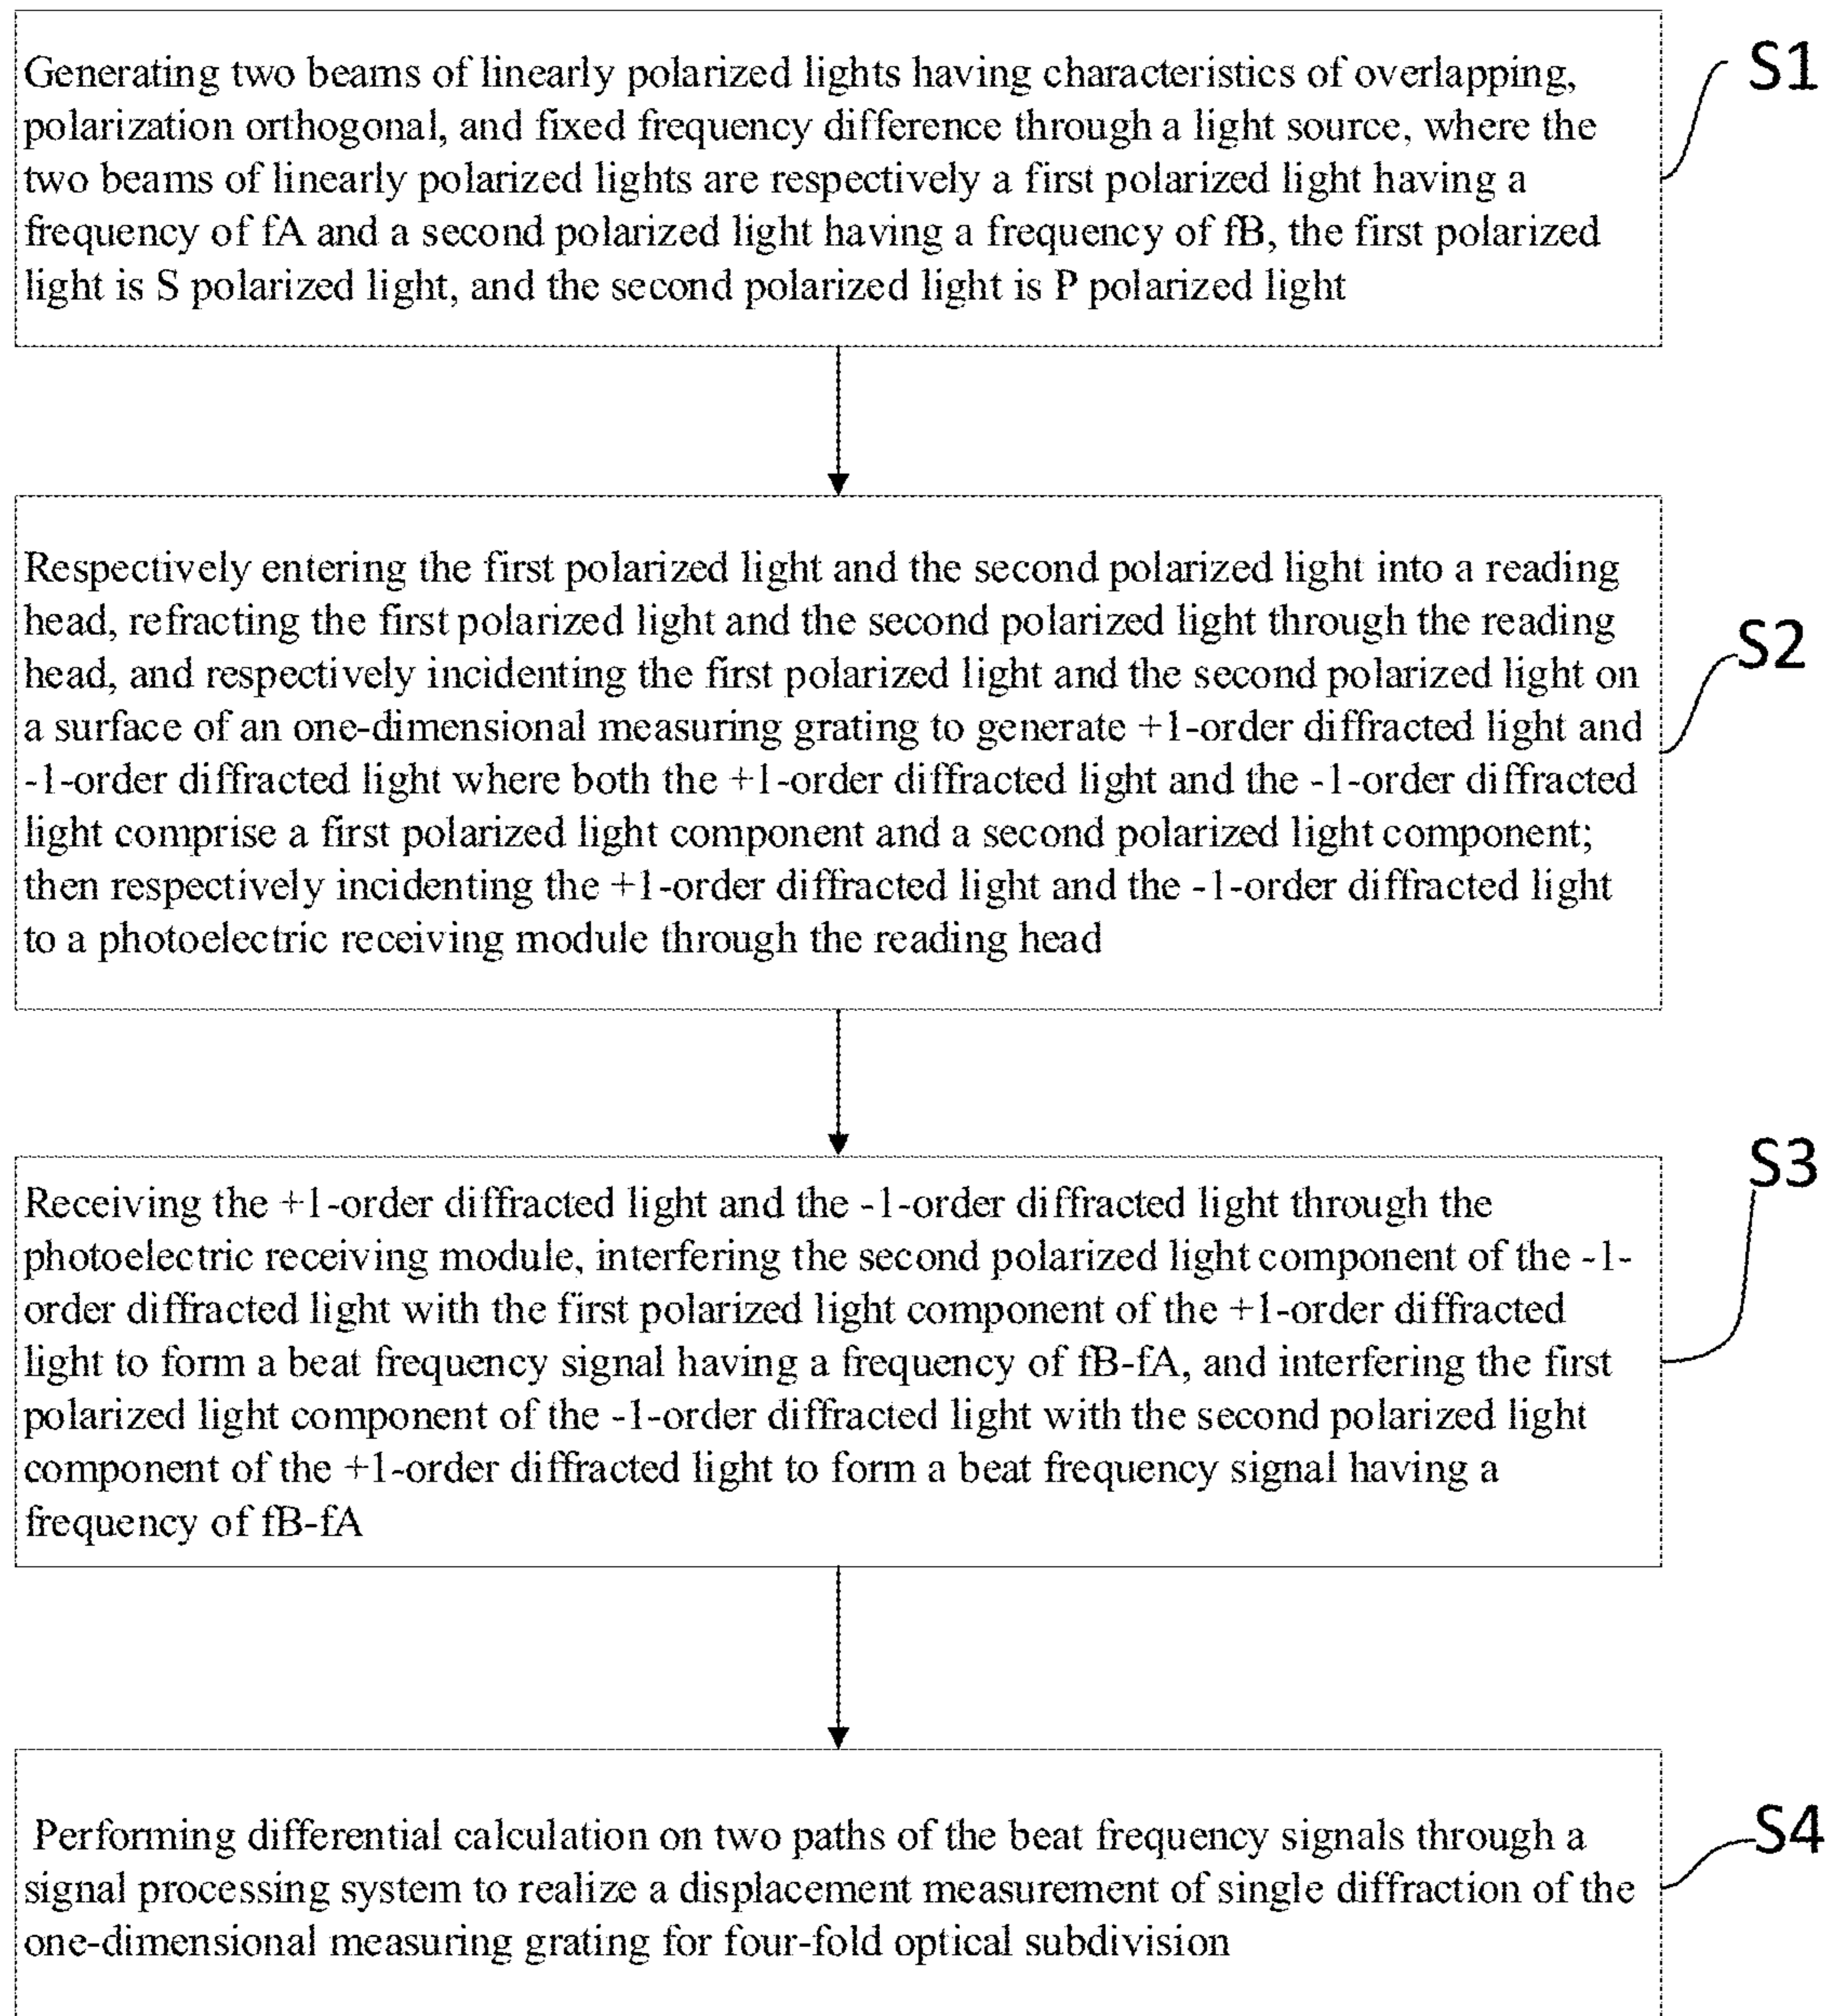 Generating two beams of linearly polarized lights having characteristics of overlapping,
polarization orthogonal, and fixed frequency difference through a light source, where the
two beams of linearly polarized lights are respectively a first polarized light having a
frequency of fA and a second polarized light having a frequency of fB, the first polarized
light is S polarized light, and the second polarized light is P polarized light
S1
Respectively entering the first polarized light and the second polarized light into a reading
head, refracting the first polarized light and the second polarized light through the reading
head, and respectively incidenting the first polarized light and the second polarized light on
a surface of an one-dimensional measuring grating to generate +1-order diffracted light and
-1-order diffracted light where both the +1-order diffracted light and the -1-order diffracted
light comprise a first polarized light component and a second polarized light component;
then respectively incidenting the +1-order diffracted light and the -1-order diffracted light
to a photoelectric receiving module through the reading head
S2
Receiving the +1-order diffracted light and the -1-order diffracted light through the
photoelectric receiving module, interfering the second polarized light component of the -1-
order diffracted light with the first polarized light component of the +1-order diffracted
light to form a beat frequency signal having a frequency of fB-fA, and interfering the first
polarized light component of the -1-order diffracted light with the second polarized light
component of the +1-order diffracted light to form a beat frequency signal having a
frequency of fB-fA
S3
Performing differential calculation on two paths of the beat frequency signals through a
signal processing system to realize a displacement measurement of single diffraction of the
one-dimensional measuring grating for four-fold optical subdivision
S4